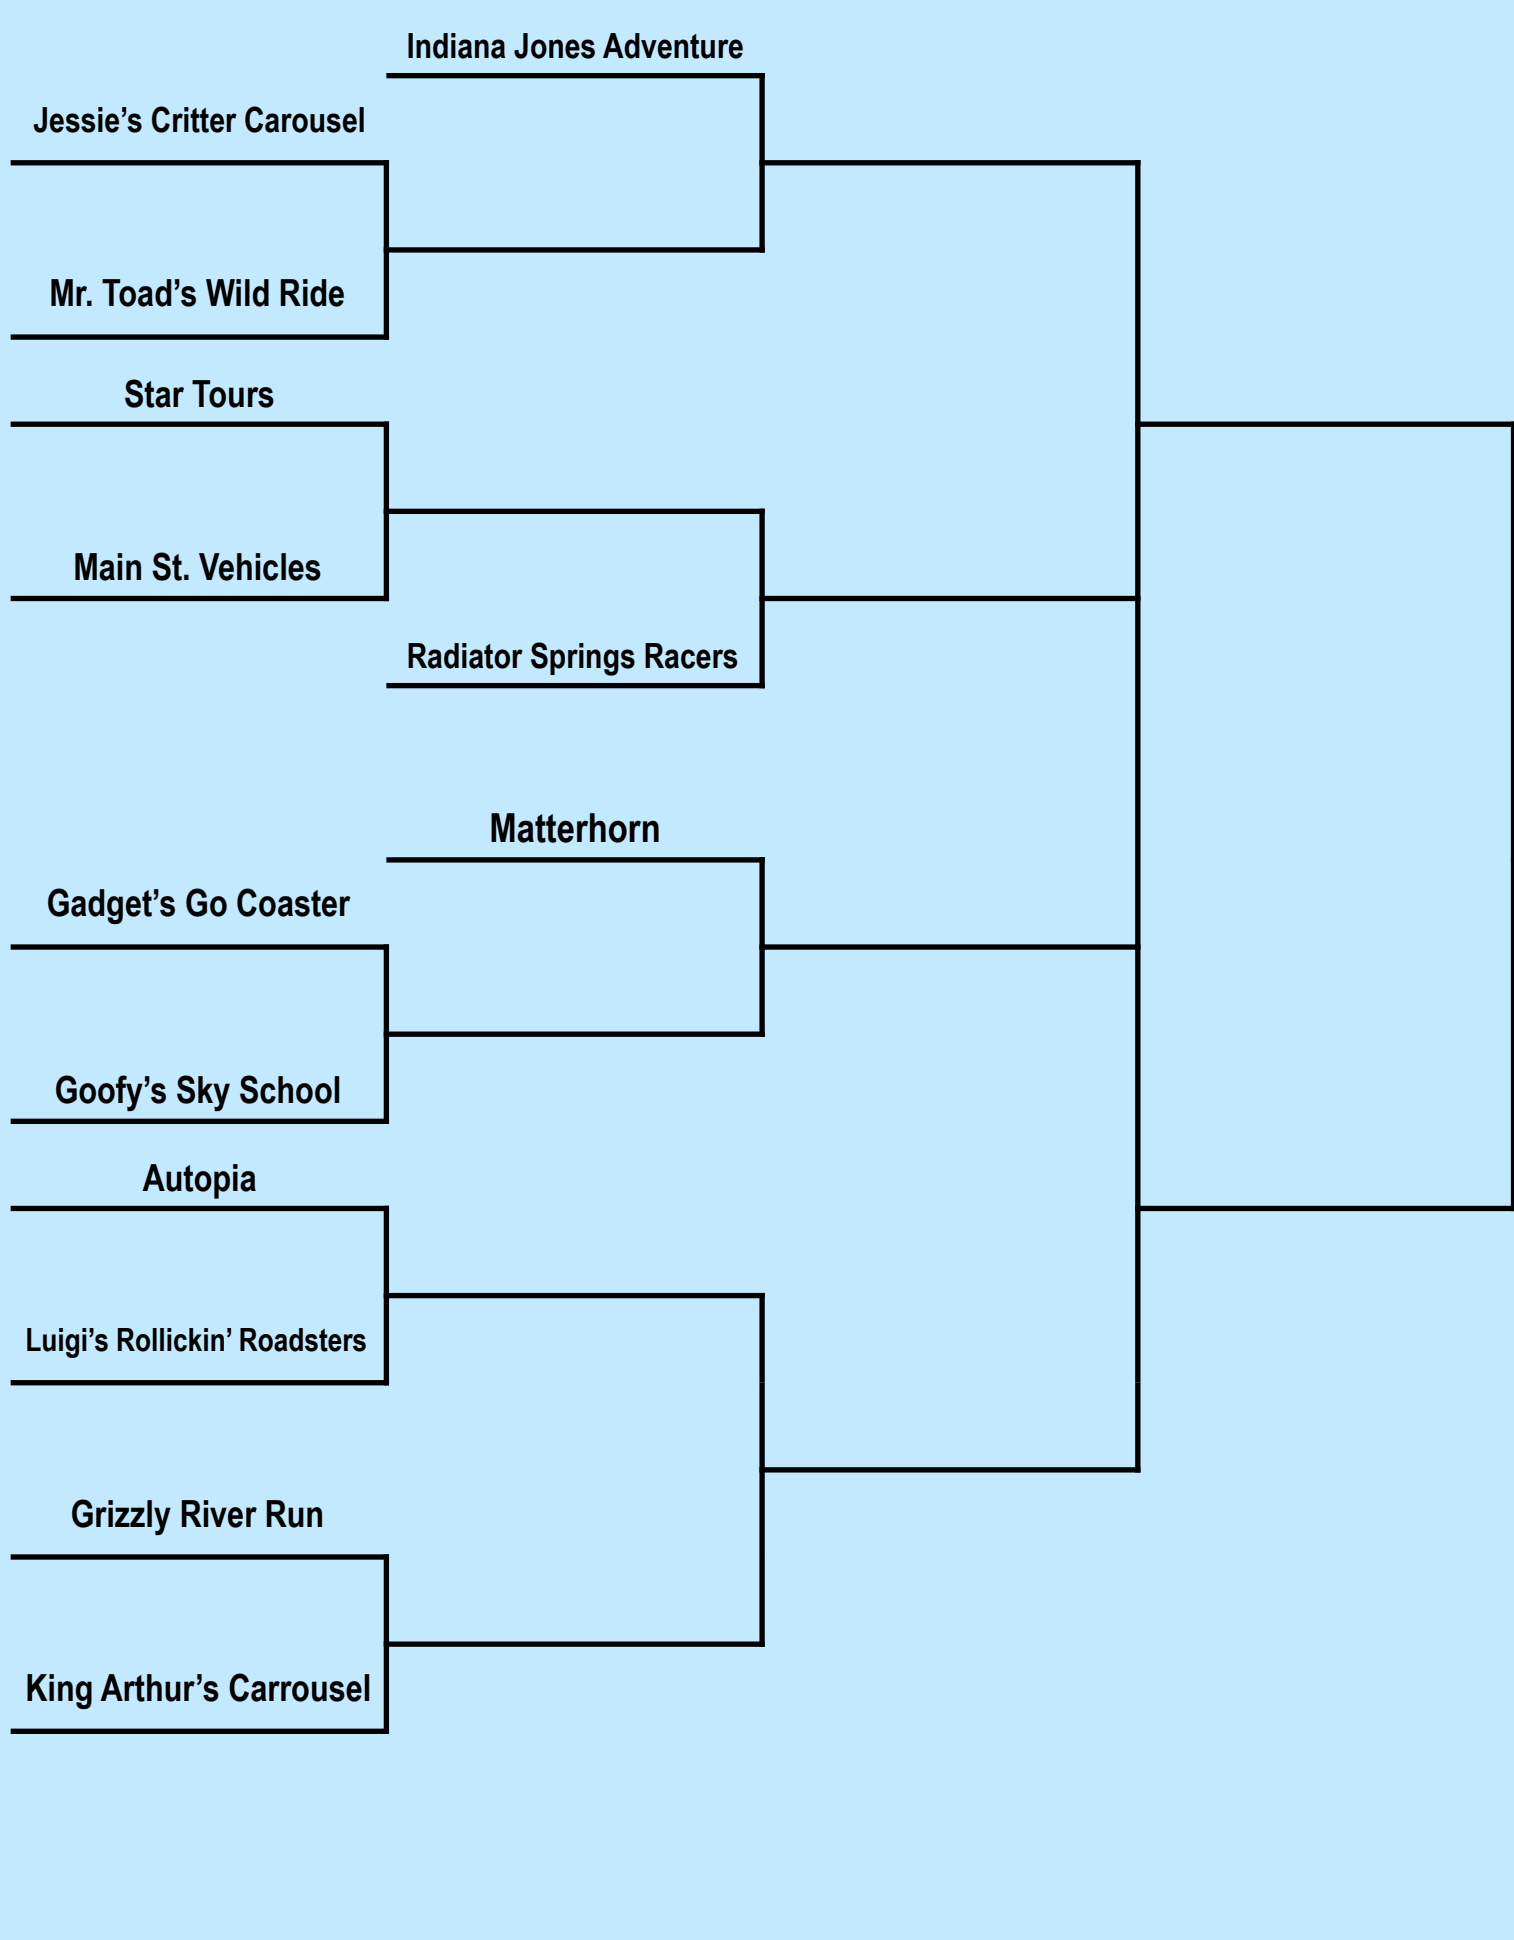 Indiana Jones Adventure
Jessie’s Critter Carousel
Mr. Toad’s Wild Ride
Star Tours
Main St. Vehicles
Radiator Springs Racers
Matterhorn
Gadget’s Go Coaster
Goofy’s Sky School
Autopia
Luigi’s Rollickin’ Roadsters
Grizzly River Run
King Arthur’s Carrousel